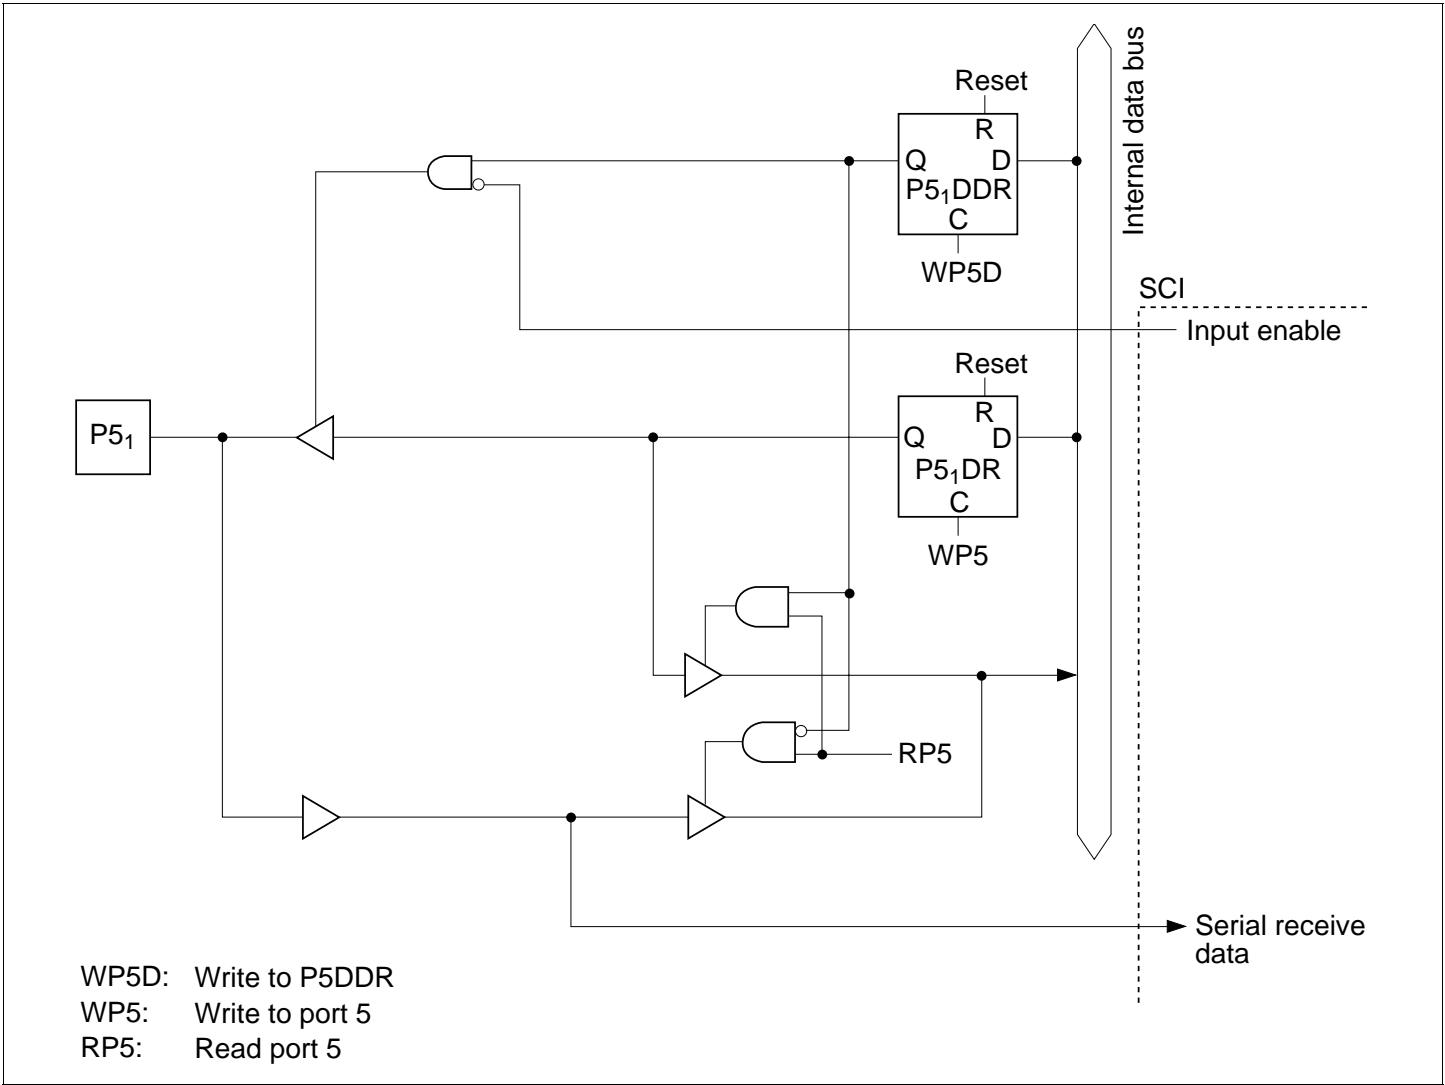 Internal data bus
Reset
R
Q D
P5₁DDR
C
WP5D
SCI
Input enable
Reset
R
P5₁
Q D
P5₁DR
C
WP5
RP5
Serial receive
data
WP5D: Write to P5DDR
WP5: Write to port 5
RP5: Read port 5